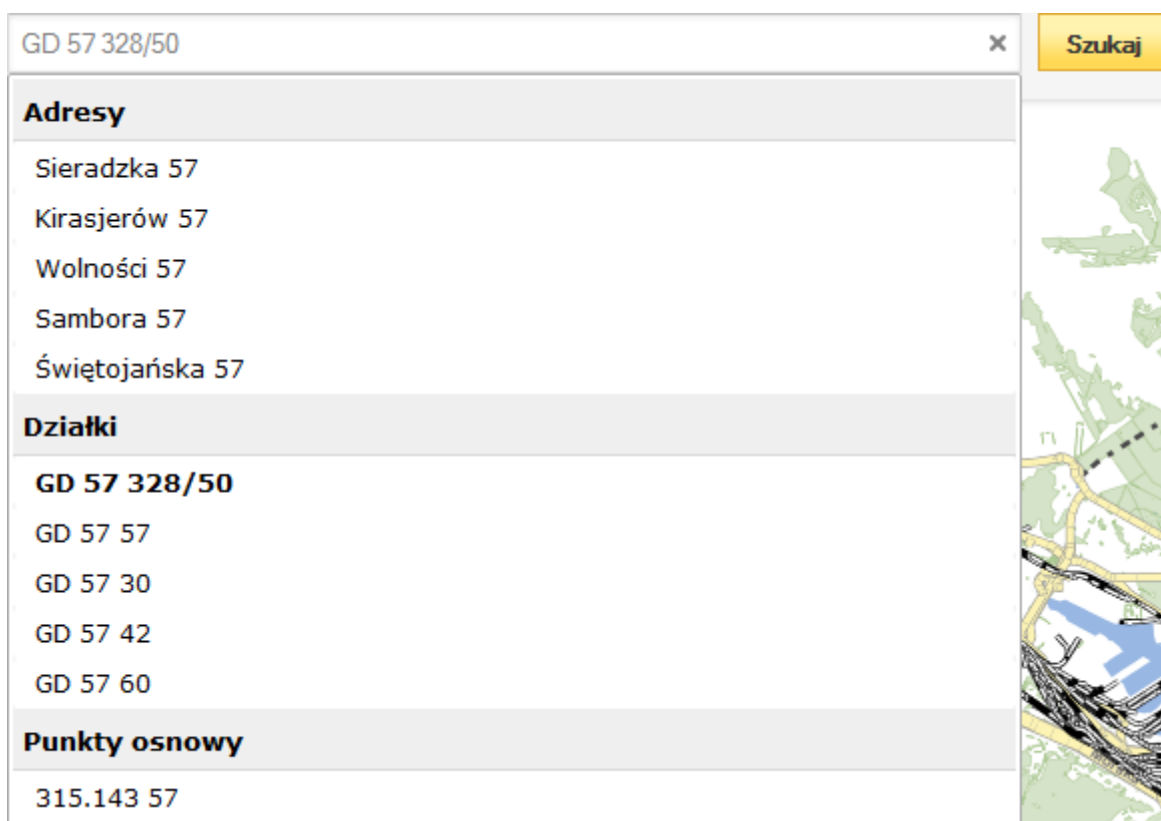 GD 57 328/50 × Szukaj
Adresy
Sieradzka 57
Kirasjerów 57
Wolności 57
Sambora 57
Świętojańska 57
Działki
GD 57 328/50
GD 57 57
GD 57 30
GD 57 42
GD 57 60
Punkty osnowy
315.143 57